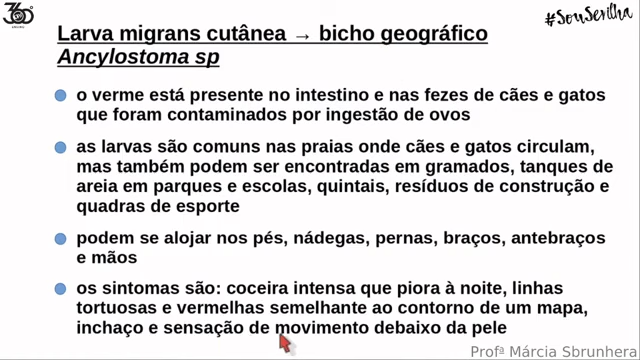 360°
#SouSerilha
Larva migrans cutânea → bicho geográfico
Ancylostoma sp
o verme está presente no intestino e nas fezes de cães e gatos
que foram contaminados por ingestão de ovos
as larvas são comuns nas praias onde cães e gatos circulam,
mas também podem ser encontradas em gramados, tanques de
areia em parques e escolas, quintais, resíduos de construção e
quadras de esporte
podem se alojar nos pés, nádegas, pernas, braços, antebraços
e mãos
os sintomas são: coceira intensa que piora à noite, linhas
tortuosas e vermelhas semelhante ao contorno de um mapa,
inchaço e sensação de movimento debaixo da pele
Profª Márcia Sbrunhera